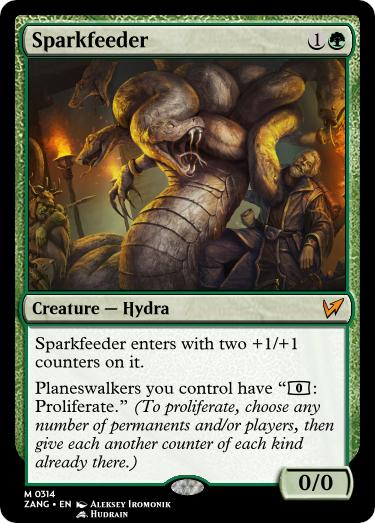 Sparkfeeder 1
Creature — Hydra
Sparkfeeder enters with two +1/+1
counters on it.
Planeswalkers you control have “0:
Proliferate.” (To proliferate, choose any
number of permanents and/or players, then
give each another counter of each kind
already there.)
0/0
M 0314
ZANG • EN Aleksey Iromonik
Hudrain